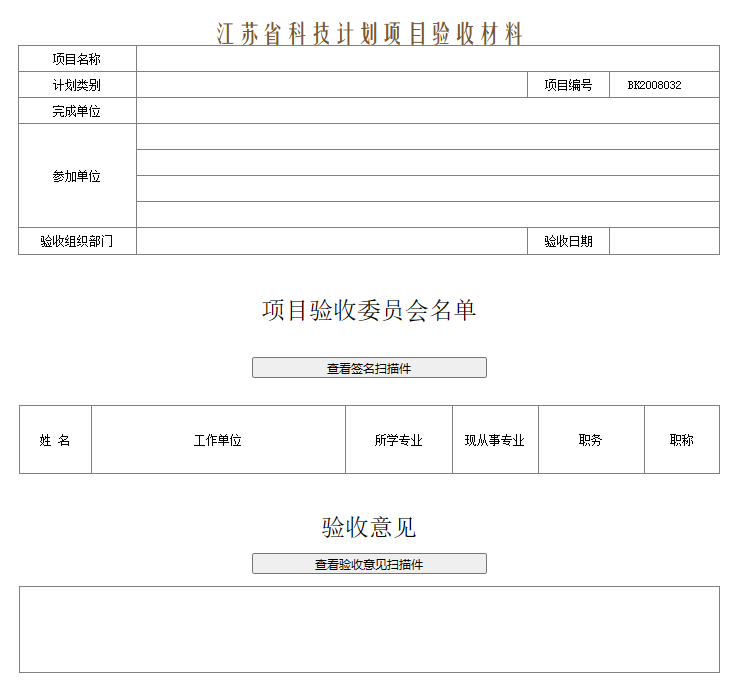 江苏省科技计划项目验收材料
项目名称
计划类别 项目编号 BK2008032
完成单位
参加单位
验收组织部门 验收日期
项目验收委员会名单
查看签名扫描件
姓 名 工作单位 所学专业 现从事专业 职务 职称
验收意见
查看验收意见扫描件